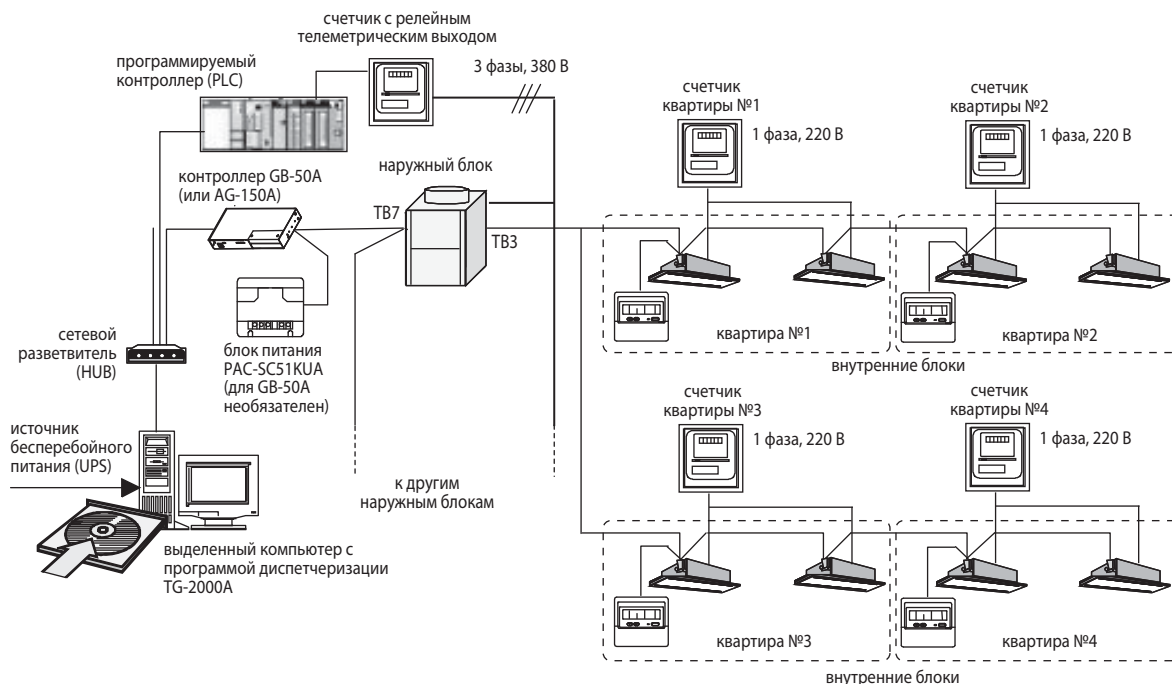 счетчик с релейным
телеметрическим выходом
программируемый
контроллер (PLC)
3 фазы, 380 В
контроллер GB-50A
(или AG-150A)
наружный блок
TB7
TB3
сетевой
разветвитель
(HUB)
блок питания
PAC-SC51KUA
(для GB-50A
необязателен)
источник
бесперебойного
питания (UPS)
к другим
наружным блокам
выделенный компьютер с
программой диспетчеризации
TG-2000A
счетчик
квартиры №1
1 фаза, 220 В
счетчик
квартиры №2
1 фаза, 220 В
квартира №1
квартира №2
внутренние блоки
счетчик
квартиры №3
1 фаза, 220 В
счетчик
квартиры №4
1 фаза, 220 В
квартира №3
квартира №4
внутренние блоки